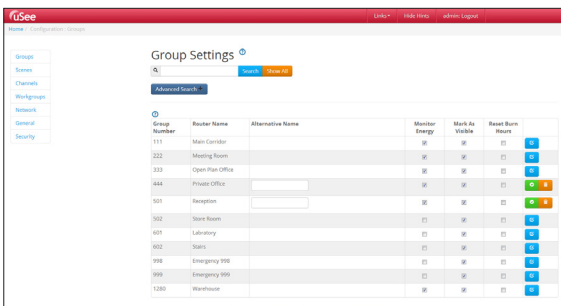 uSee
Links Hide Hints admin: Logout
Home / Configuration - Groups
Groups
Scenes
Channels
Workgroups
Network
General
Security
Group Settings
Search Show All
Advanced Search
Group Number Router Name Alternative Name Monitor Energy Mark As Visible Reset Burn Hours
111 Main Corridor
222 Meeting Room
333 Open Plan Office
444 Private Office
501 Reception
502 Store Room
601 Labratory
602 Stairs
998 Emergency 998
999 Emergency 999
1280 Warehouse